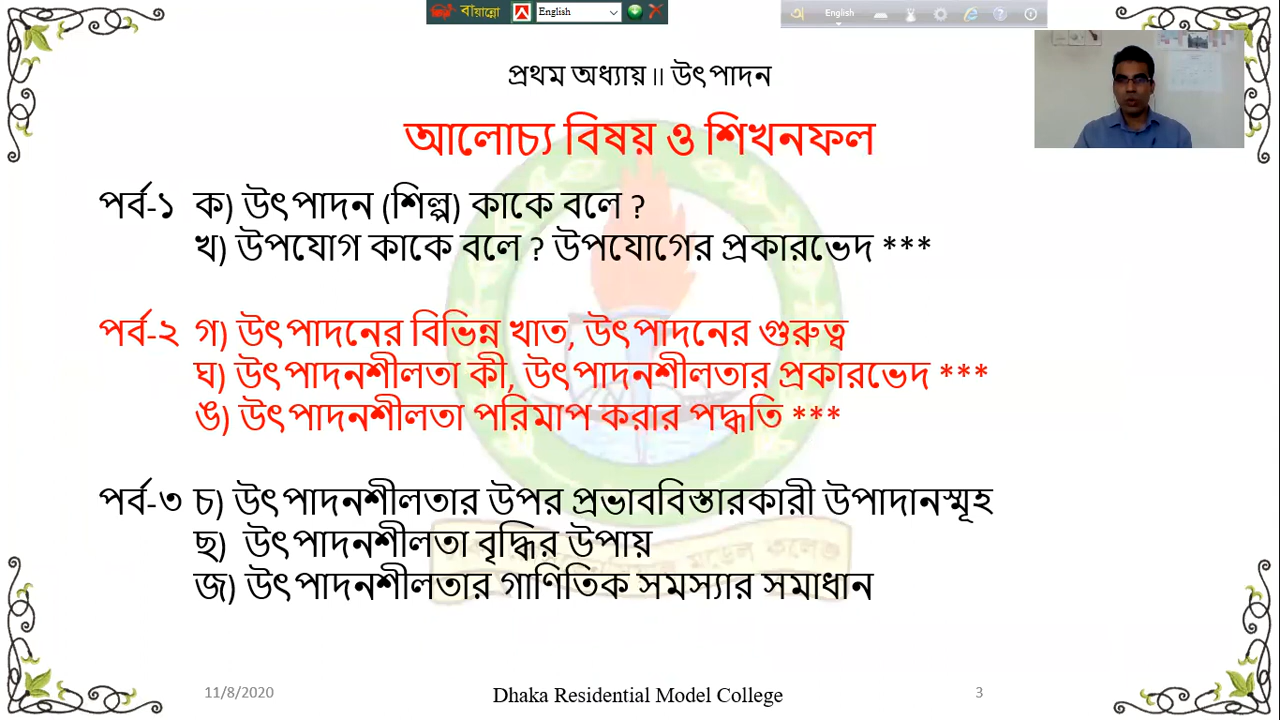 বায়ান্নো English
অ English
প্রথম অধ্যায়।। উৎপাদন
আলোচ্য বিষয় ও শিখনফল
পর্ব-১ ক) উৎপাদন (শিল্প) কাকে বলে ?
খ) উপযোগ কাকে বলে ? উপযোগের প্রকারভেদ ***
পর্ব-২ গ) উৎপাদনের বিভিন্ন খাত, উৎপাদনের গুরুত্ব
ঘ) উৎপাদনশীলতা কী, উৎপাদনশীলতার প্রকারভেদ ***
ঙ) উৎপাদনশীলতা পরিমাপ করার পদ্ধতি ***
পর্ব-৩ চ) উৎপাদনশীলতার উপর প্রভাববিস্তারকারী উপাদানস্মূহ
ছ) উৎপাদনশীলতা বৃদ্ধির উপায়
জ) উৎপাদনশীলতার গাণিতিক সমস্যার সমাধান
মডেল কলেজ
11/8/2020 Dhaka Residential Model College 3